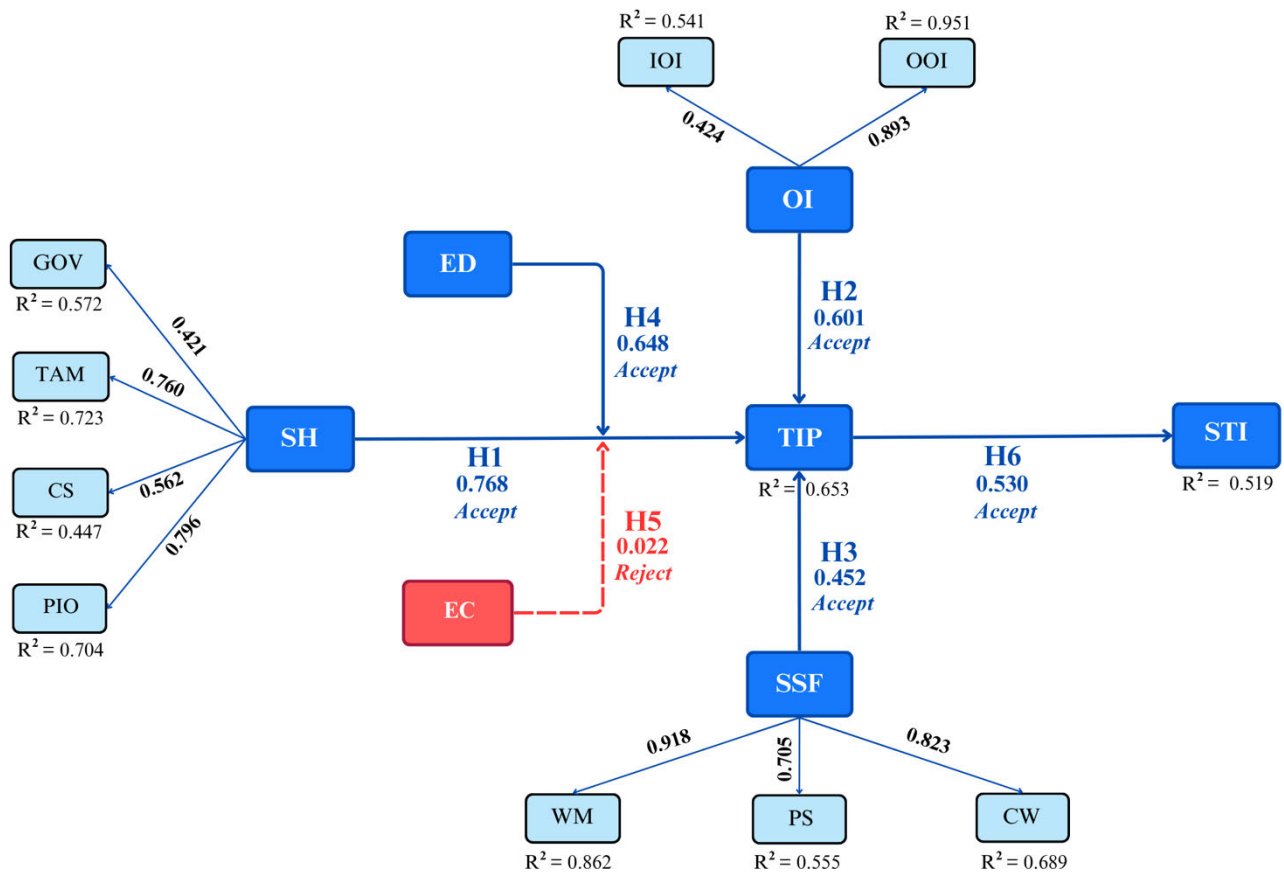 R² = 0.541
R² = 0.951
IOI
OOI
0.424
0.893
OI
GOV
R² = 0.572
ED
0.421
H2
0.601
Accept
H4
0.648
Accept
TAM
R² = 0.723
0.760
SH
TIP
STI
H1
0.768
Accept
H6
0.530
Accept
R² = 0.653
R² = 0.519
CS
R² = 0.447
0.562
0.796
H5
0.022
Reject
H3
0.452
Accept
PIO
R² = 0.704
EC
SSF
0.918
0.705
0.823
WM
PS
CW
R² = 0.862
R² = 0.555
R² = 0.689